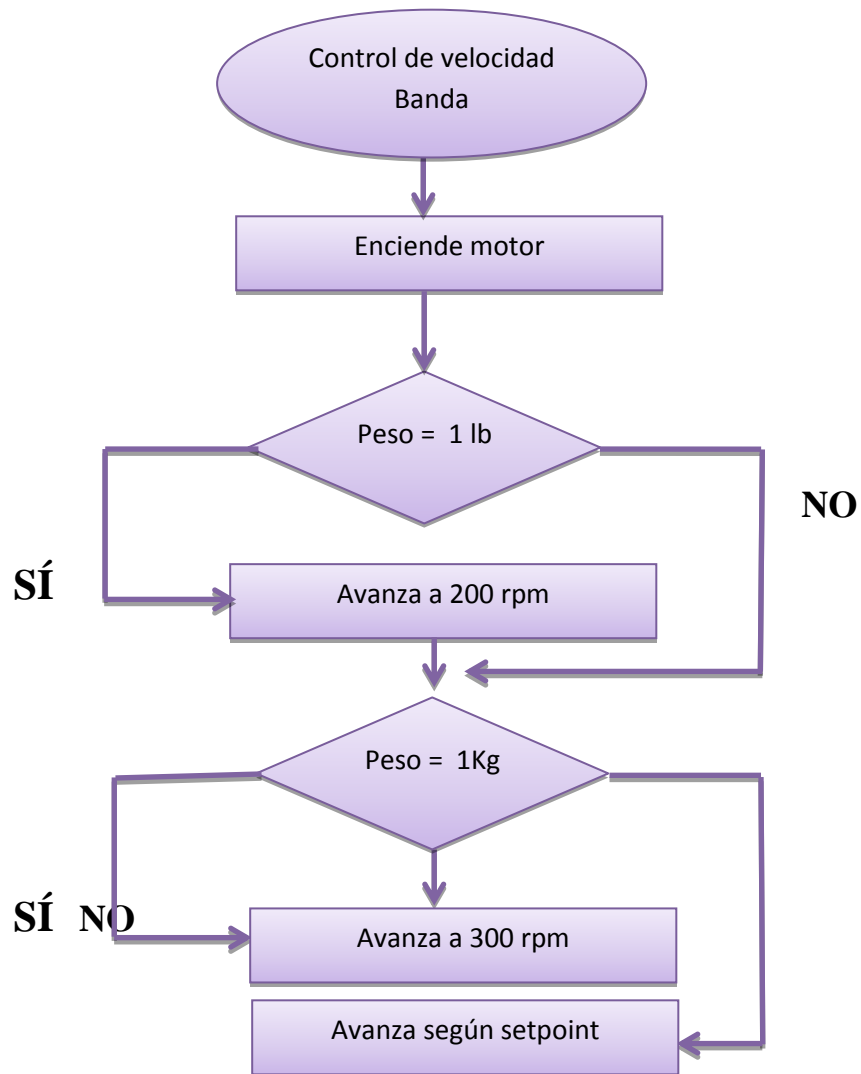 Control de velocidad
Banda
Enciende motor
Peso = 1 lb
NO
SÍ
Avanza a 200 rpm
Peso = 1Kg
SÍ NO
Avanza a 300 rpm
Avanza según setpoint